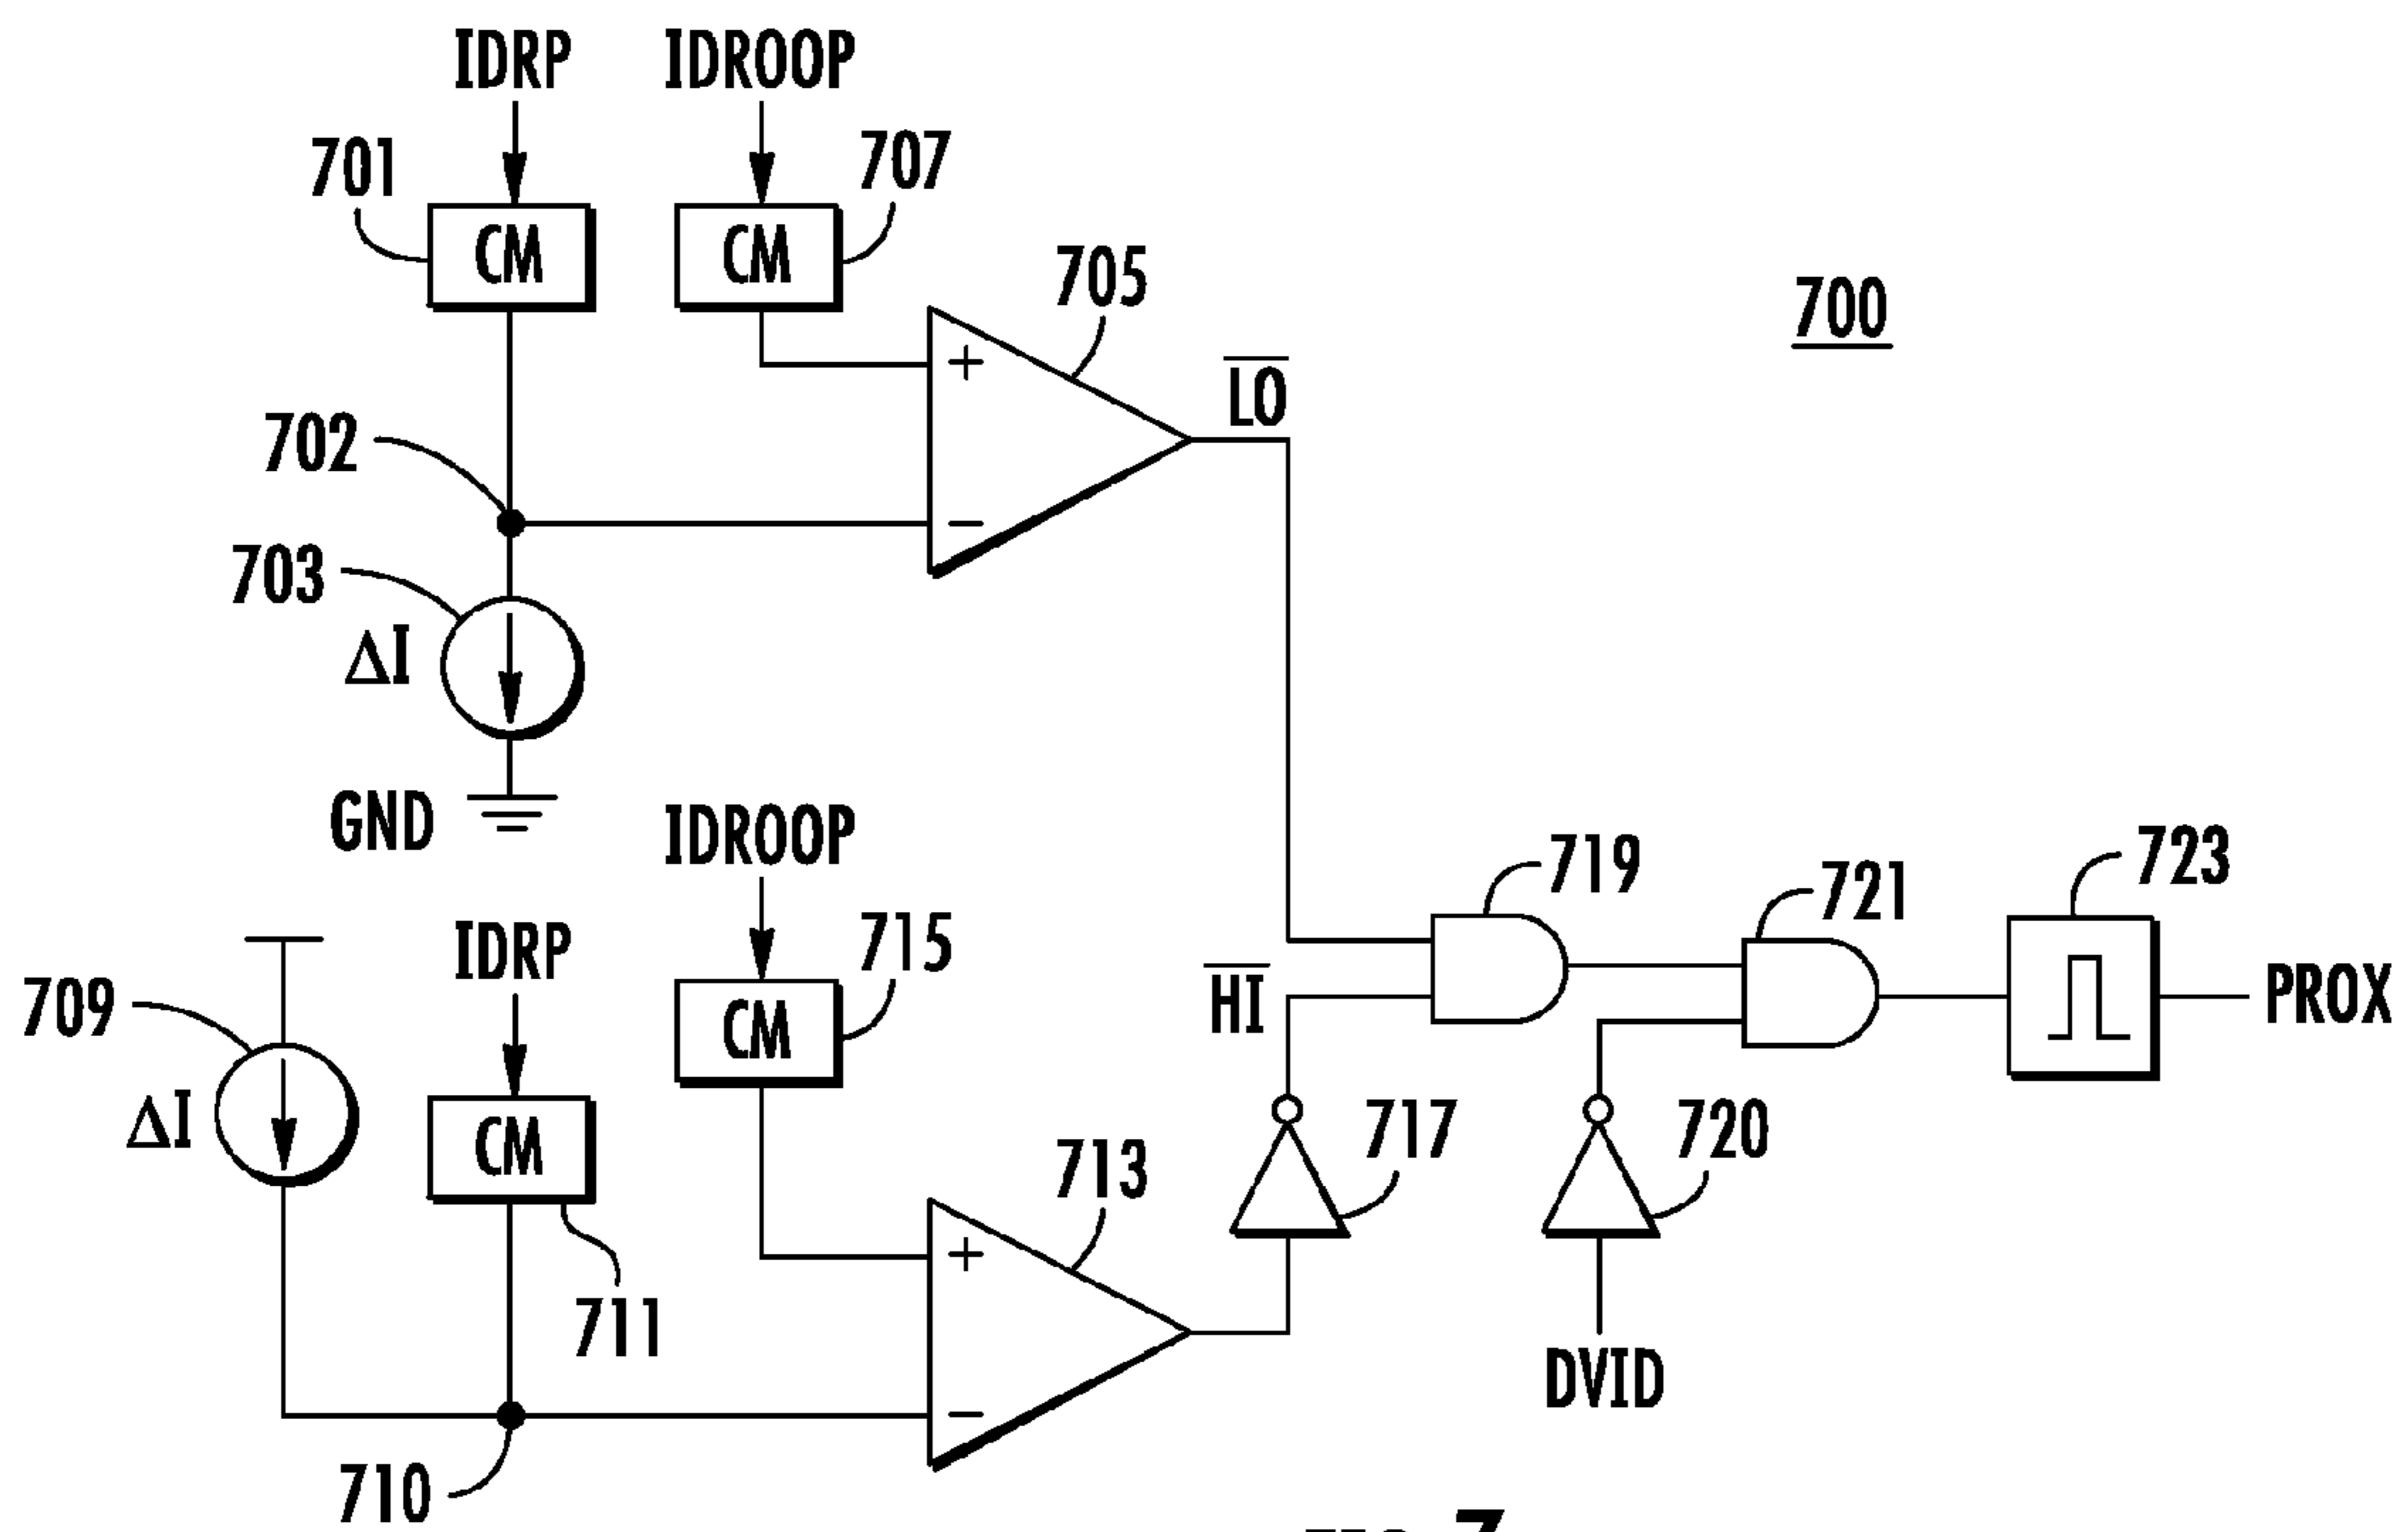 IDRP IDROOP
701 707
CM CM
705
700
LO
702
+
−
703
ΔI
GND
IDROOP
719
723
721
IDRP
715
709
HI
PROX
CM
ΔI
CM
717
720
713
+
711
DVID
−
710
7